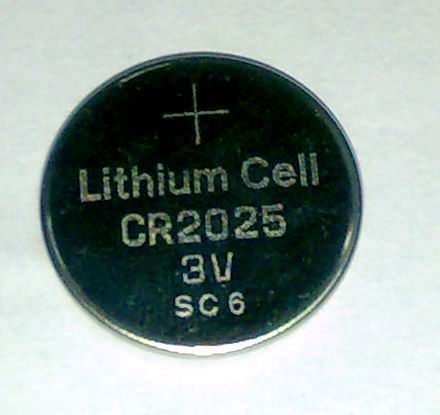 +
Lithium Cell
CR2025
3V
SC6